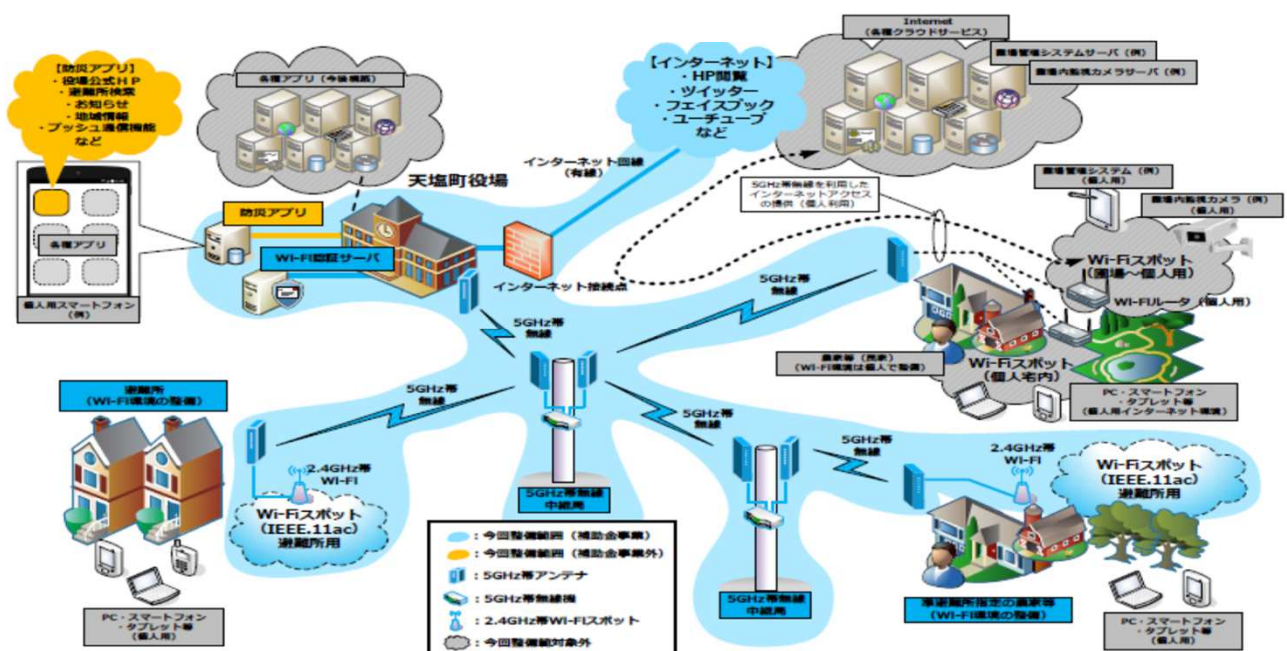 【防災アプリ】
・役場公式HP
・避難所検索
・お知らせ
・地域情報
・プッシュ通信機能
など
各種アプリ（今後構築）
【インターネット】
・HP閲覧
・ツイッター
・フェイスブック
・ユーチューブ
など
Internet
（各種クラウドサービス）
圃場管理システムサーバ（例）
圃場内監視カメラサーバ（例）
インターネット回線
（有線）
天塩町役場
5GHz帯無線を利用した
インターネットアクセス
の提供（個人利用）
圃場管理システム（例）
（個人用）
圃場内監視カメラ（例）
（個人用）
防災アプリ
各種アプリ
Wi-Fi認証サーバ
個人用スマートフォン
（例）
インターネット接続点
5GHz帯
無線
5GHz帯
無線
Wi-Fiスポット
（圃場～個人用）
Wi-Fiルータ（個人用）
農家等（民家）
（Wi-Fi環境は個人で整備）
Wi-Fiスポット
（個人宅内）
PC・スマートフォン
・タブレット等
（個人用インターネット環境）
避難所
（Wi-Fi環境の整備）
5GHz帯
無線
5GHz帯
無線
5GHz帯
無線
2.4GHz帯
Wi-Fi
Wi-Fiスポット
（IEEE.11ac）
避難所用
5GHz帯無線
中継局
2.4GHz帯
Wi-Fi
Wi-Fiスポット
（IEEE.11ac）
避難所用
：今回整備範囲（補助金事業）
：今回整備範囲（補助金事業外）
：5GHz帯アンテナ
：5GHz帯無線機
：2.4GHz帯Wi-Fiスポット
：今回整備範対象外
5GHz帯無線
中継局
準避難所指定の農家等
（Wi-Fi環境の整備）
PC・スマートフォン
・タブレット等
（個人用）
PC・スマートフォン
・タブレット等
（個人用）